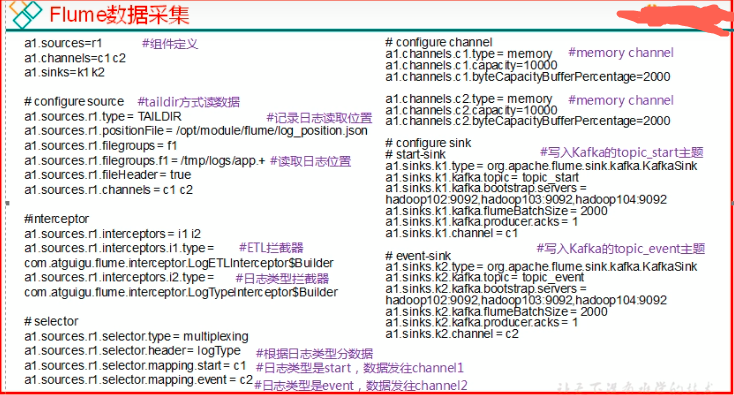 Flume数据采集
a1.sources=r1 #组件定义
a1.channels=c1 c2
a1.sinks=k1 k2
# configure source #taildir方式读数据
a1.sources.r1.type = TAILDIR #记录日志读取位置
a1.sources.r1.positionFile = /opt/module/flume/log_position.json
a1.sources.r1.filegroups = f1
a1.sources.r1.filegroups.f1 = /tmp/logs/app.+ #读取日志位置
a1.sources.r1.fileHeader = true
a1.sources.r1.channels = c1 c2
#interceptor
a1.sources.r1.interceptors = i1 i2
a1.sources.r1.interceptors.i1.type = #ETL拦截器
com.atguigu.flume.interceptor.LogETLInterceptor$Builder
a1.sources.r1.interceptors.i2.type = #日志类型拦截器
com.atguigu.flume.interceptor.LogTypeInterceptor$Builder
# selector
a1.sources.r1.selector.type = multiplexing
a1.sources.r1.selector.header = logType #根据日志类型分数据
a1.sources.r1.selector.mapping.start = c1 #日志类型是start，数据发往channel1
a1.sources.r1.selector.mapping.event = c2 #日志类型是event，数据发往channel2
# configure channel
a1.channels.c1.type = memory #memory channel
a1.channels.c1.capacity=10000
a1.channels.c1.byteCapacityBufferPercentage=2000
a1.channels.c2.type = memory #memory channel
a1.channels.c2.capacity=10000
a1.channels.c2.byteCapacityBufferPercentage=2000
# configure sink
# start-sink #写入Kafka的topic_start主题
a1.sinks.k1.type = org.apache.flume.sink.kafka.KafkaSink
a1.sinks.k1.kafka.topic = topic_start
a1.sinks.k1.kafka.bootstrap.servers =
hadoop102:9092,hadoop103:9092,hadoop104:9092
a1.sinks.k1.kafka.flumeBatchSize = 2000
a1.sinks.k1.kafka.producer.acks = 1
a1.sinks.k1.channel = c1
# event-sink #写入Kafka的topic_event主题
a1.sinks.k2.type = org.apache.flume.sink.kafka.KafkaSink
a1.sinks.k2.kafka.topic = topic_event
a1.sinks.k2.kafka.bootstrap.servers =
hadoop102:9092,hadoop103:9092,hadoop104:9092
a1.sinks.k2.kafka.flumeBatchSize = 2000
a1.sinks.k2.kafka.producer.acks = 1
a1.sinks.k2.channel = c2